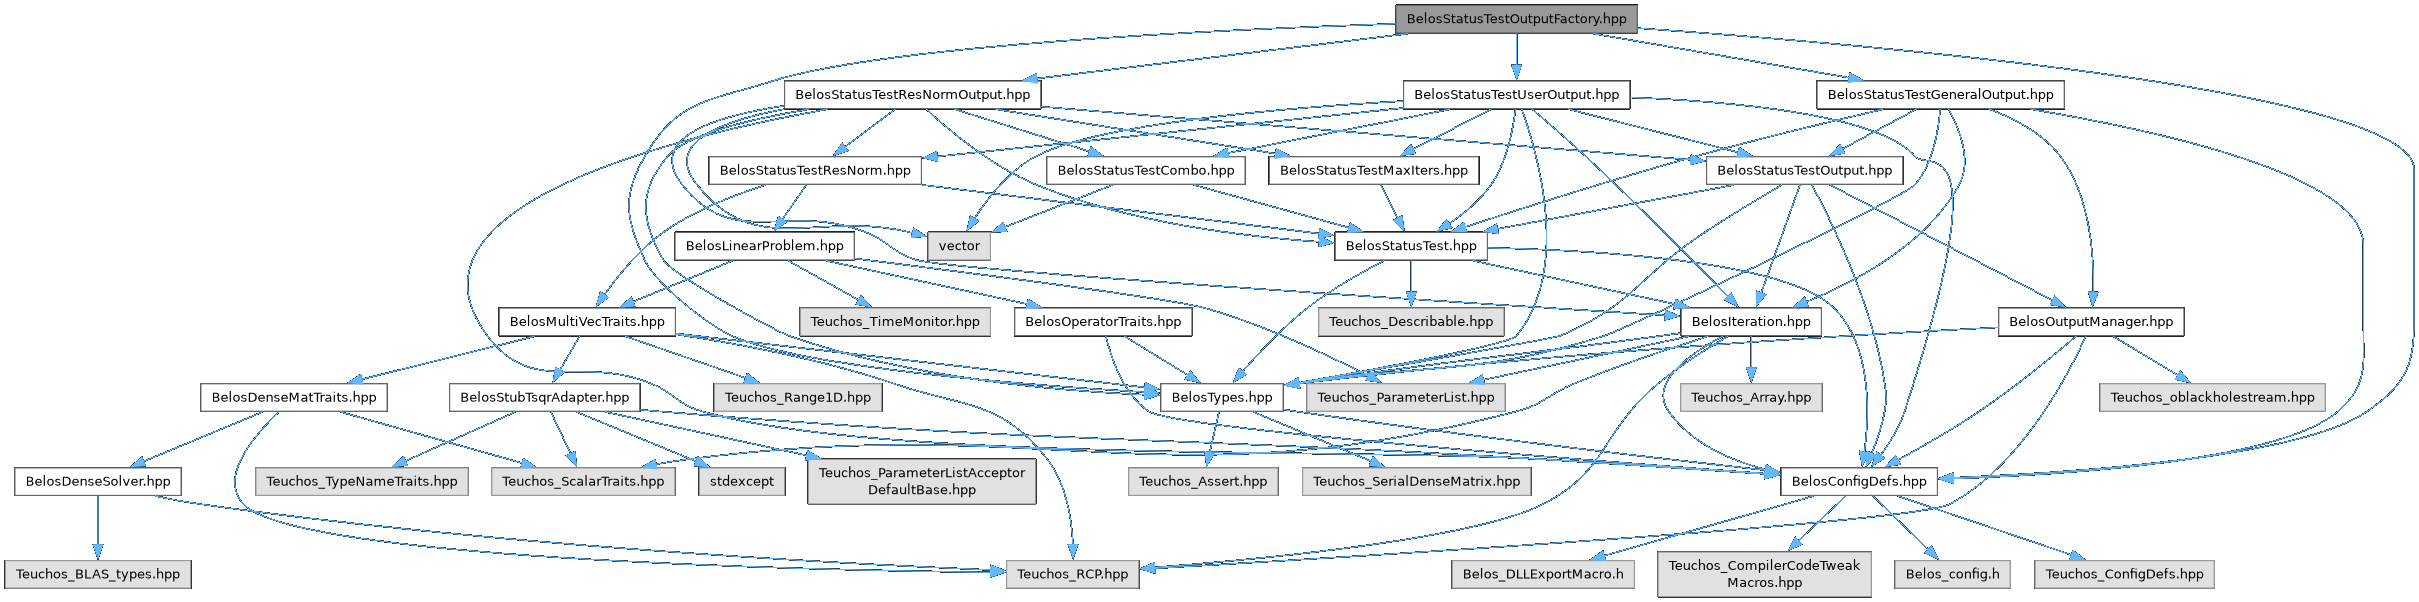 BelosStatusTestOutputFactory.hpp
BelosStatusTestResNormOutput.hpp
BelosStatusTestUserOutput.hpp
BelosStatusTestGeneralOutput.hpp
BelosStatusTestResNorm.hpp
BelosStatusTestCombo.hpp
BelosStatusTestMaxIters.hpp
BelosStatusTestOutput.hpp
BelosLinearProblem.hpp
vector
BelosStatusTest.hpp
BelosMultiVecTraits.hpp
Teuchos_TimeMonitor.hpp
BelosOperatorTraits.hpp
Teuchos_Describable.hpp
BelosIteration.hpp
BelosOutputManager.hpp
BelosDenseMatTraits.hpp
BelosStubTsqrAdapter.hpp
Teuchos_Range1D.hpp
BelosTypes.hpp
Teuchos_ParameterList.hpp
Teuchos_Array.hpp
Teuchos_oblackholestream.hpp
BelosDenseSolver.hpp
Teuchos_TypeNameTraits.hpp
Teuchos_ScalarTraits.hpp
stdexcept
Teuchos_ParameterListAcceptor
DefaultBase.hpp
Teuchos_Assert.hpp
Teuchos_SerialDenseMatrix.hpp
BelosConfigDefs.hpp
Teuchos_BLAS_types.hpp
Teuchos_RCP.hpp
Belos_DLLExportMacro.h
Teuchos_CompilerCodeTweak
Macros.hpp
Belos_config.h
Teuchos_ConfigDefs.hpp